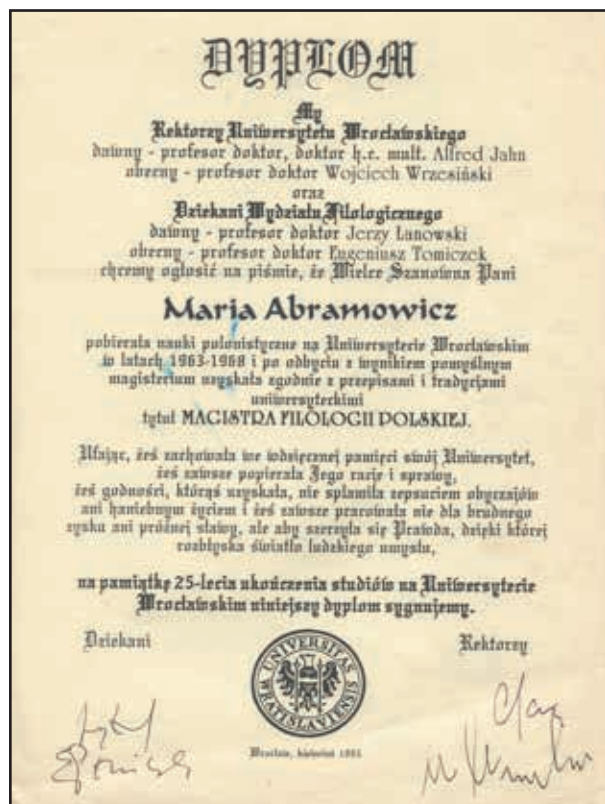 DYPLOM
My
Rektorzy Uniwersytetu Wrocławskiego
dawny - profesor doktor, doktor h.c. mult. Alfred Jahn
obecny - profesor doktor Wojciech Wrzesiński
oraz
Dziekani Wydziału Filologicznego
dawny - profesor doktor Jerzy Łanowski
obecny - profesor doktor Eugeniusz Tomiczek
chcemy ogłosić na piśmie, że Wielce Szanowna Pani
Maria Abramowicz
pobierała nauki polonistyczne na Uniwersytecie Wrocławskim
w latach 1963-1968 i po odbyciu z wynikiem pomyślnym
magisterium uzyskała zgodnie z przepisami i tradycjami
uniwersyteckimi
tytuł MAGISTRA FILOLOGII POLSKIEJ.
Ufając, żeś zachowała we wdzięcznej pamięci swój Uniwersytet,
żeś zawsze popierała Jego racje i sprawy,
żeś godności, którąś uzyskała, nie splamiła zepsuciem obyczajów
ani haniebnym życiem i żeś zawsze pracowała nie dla brudnego
zysku ani próżnej sławy, ale aby szerzyła się Prawda, dzięki której
rozbłyska światło ludzkiego umysłu,
na pamiątkę 25-lecia ukończenia studiów na Uniwersytecie
Wrocławskim niniejszy dyplom sygnujemy.
Dziekani
Rektorzy
UNIVERSITAS
WRATISLAVIENSIS
Wrocław, kwiecień